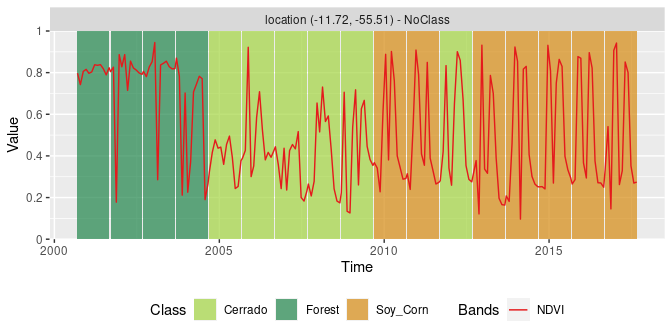 location (-11.72, -55.51) - NoClass
1
0.8
0.6
0.4
0.2
0
Value
2000 2005 2010 2015
Time
Class Cerrado Forest Soy_Corn Bands NDVI